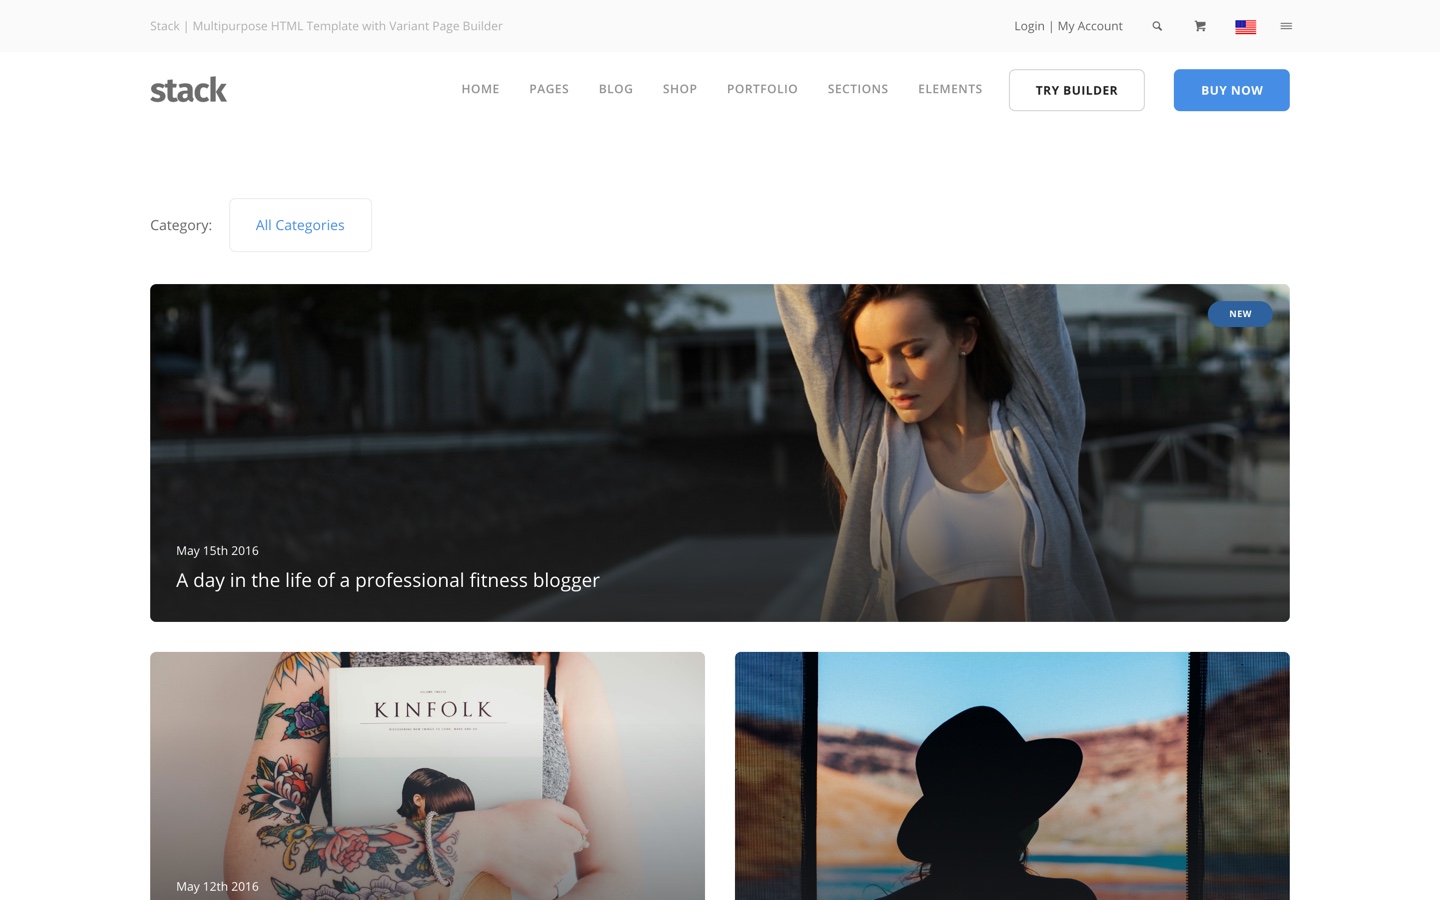 Stack | Multipurpose HTML Template with Variant Page Builder
Login | My Account
stack
HOME PAGES BLOG SHOP PORTFOLIO SECTIONS ELEMENTS TRY BUILDER BUY NOW
Category: All Categories
NEW
May 15th 2016
A day in the life of a professional fitness blogger
KINFOLK
May 12th 2016